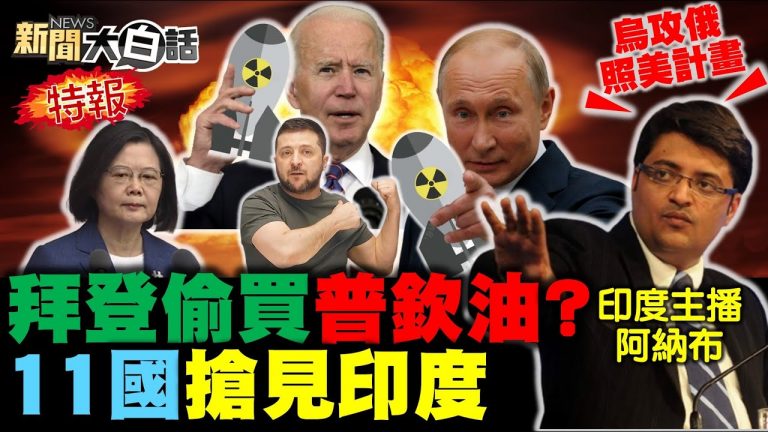 NEWS
新聞大白話
特報
烏攻俄
照美計畫
拜登偷買普欽油?
印度主播
阿納布
11國搶見印度